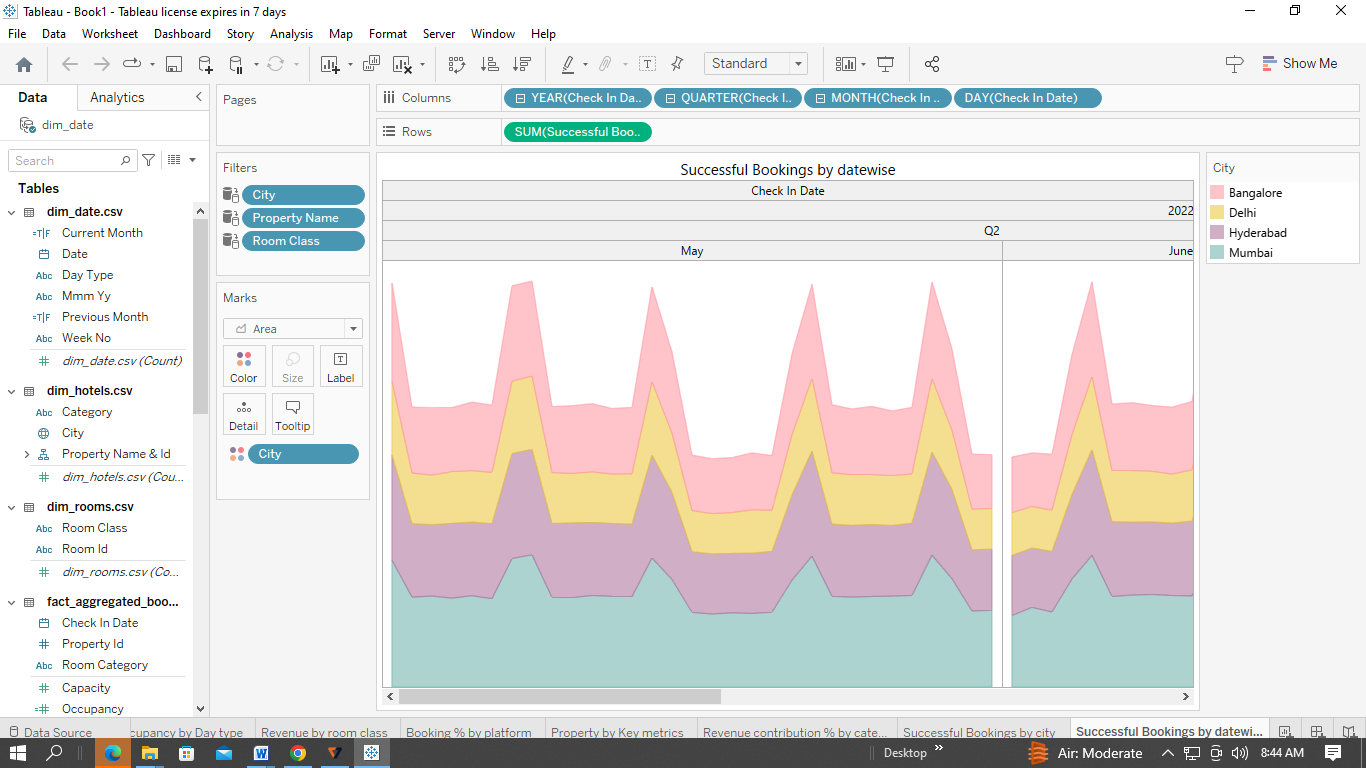 Tableau - Book1 - Tableau license expires in 7 days
File Data Worksheet Dashboard Story Analysis Map Format Server Window Help
Standard
Show Me
Data Analytics
dim_date
Search
Tables
dim_date.csv
Current Month
Date
Abc Day Type
Abc Mmm Yy
Previous Month
Abc Week No
dim_date.csv (Count)
dim_hotels.csv
Abc Category
City
Property Name & Id
dim_hotels.csv (Cou...
dim_rooms.csv
Abc Room Class
Abc Room Id
dim_rooms.csv (Co...
fact_aggregated_boo...
Check In Date
Property Id
Abc Room Category
Capacity
Occupancy
Pages
Filters
City
Property Name
Room Class
Marks
Area
Color Size Label
Detail Tooltip
City
Columns YEAR(Check In Da.. QUARTER(Check I.. MONTH(Check In .. DAY(Check In Date)
Rows SUM(Successful Boo..
Successful Bookings by datewise
Check In Date
2022
Q2
May June
City
Bangalore
Delhi
Hyderabad
Mumbai
Data Source cupancy by Day type Revenue by room class Booking % by platform Property by Key metrics Revenue contribution % by cate... Successful Bookings by city Successful Bookings by datewi...
Desktop » Air: Moderate 8:44 AM